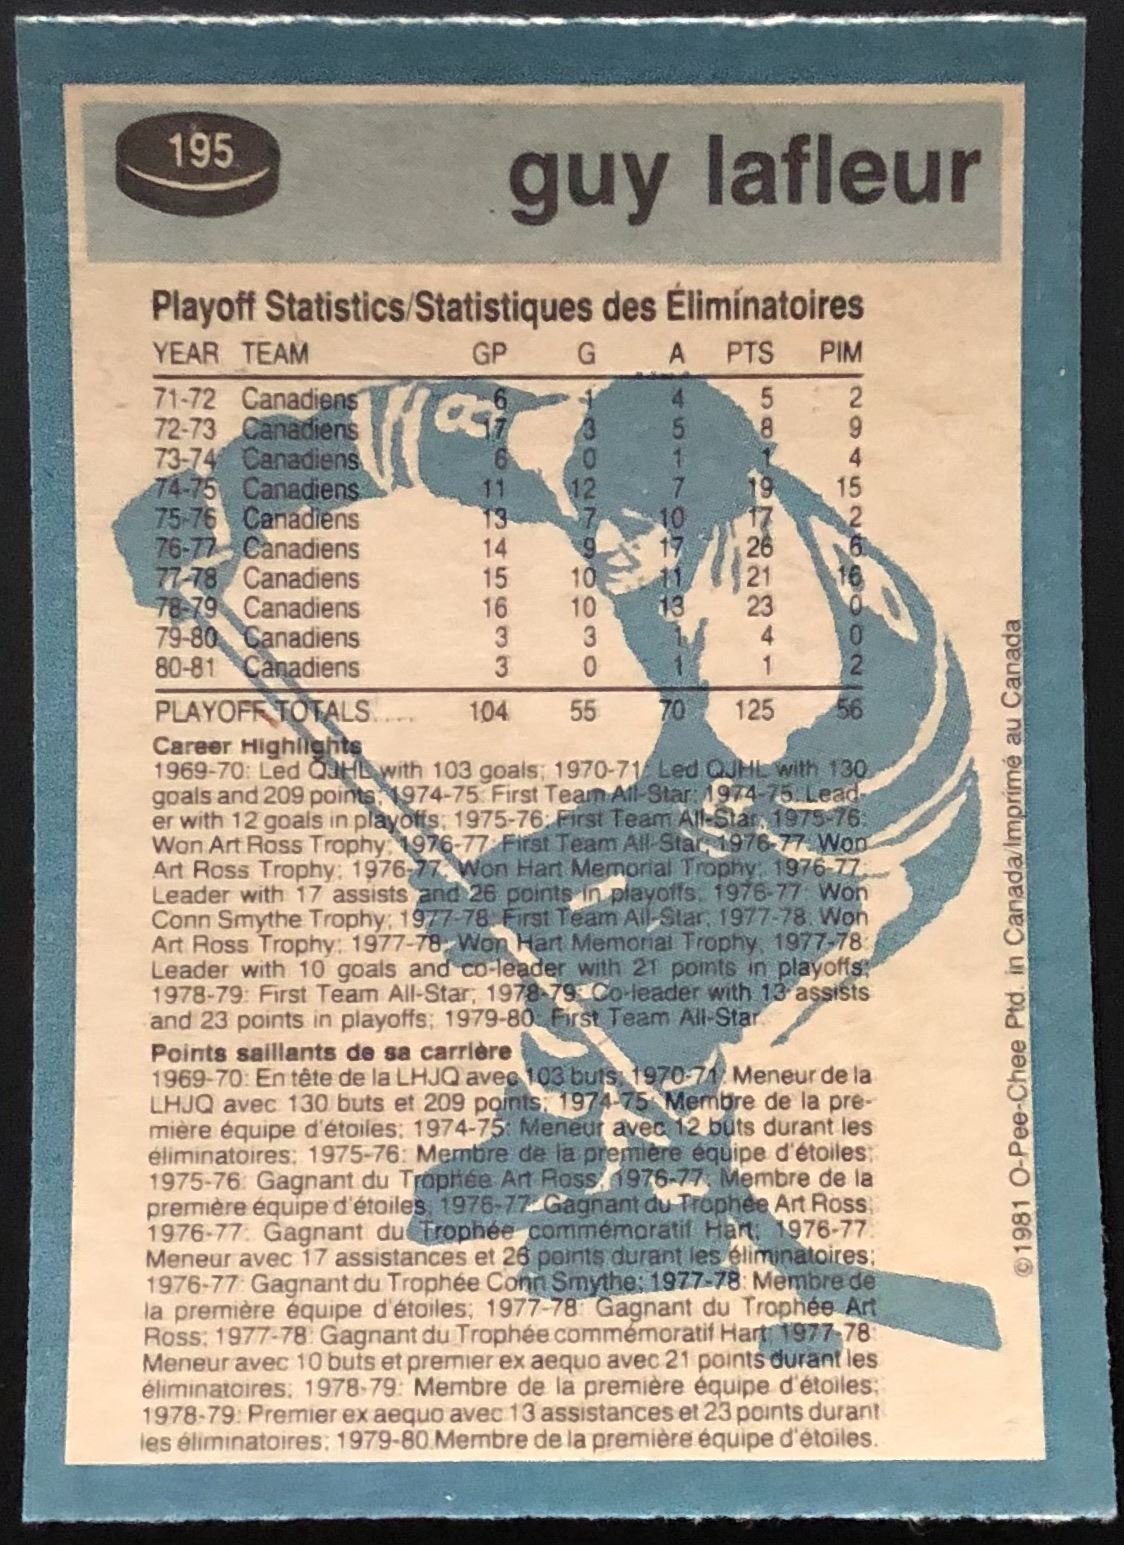 195
guy lafleur
Playoff Statistics/Statistiques des Éliminatoires
YEAR TEAM GP G A PTS PIM
71-72 Canadiens 6 1 4 5 2
72-73 Canadiens 17 3 5 8 9
73-74 Canadiens 6 0 1 1 4
74-75 Canadiens 11 12 7 19 15
75-76 Canadiens 13 7 10 17 2
76-77 Canadiens 14 9 17 26 6
77-78 Canadiens 15 10 11 21 16
78-79 Canadiens 16 10 13 23 0
79-80 Canadiens 3 3 1 4 0
80-81 Canadiens 3 0 1 1 2
PLAYOFF TOTALS..... 104 55 70 125 56
Career Highlights
1969-70: Led QJHL with 103 goals; 1970-71: Led QJHL with 130
goals and 209 points; 1974-75: First Team All-Star; 1974-75: Lead-
er with 12 goals in playoffs; 1975-76: First Team All-Star; 1975-76:
Won Art Ross Trophy; 1976-77: First Team All-Star; 1976-77: Won
Art Ross Trophy; 1976-77: Won Hart Memorial Trophy; 1976-77:
Leader with 17 assists and 26 points in playoffs; 1976-77: Won
Conn Smythe Trophy; 1977-78: First Team All-Star; 1977-78: Won
Art Ross Trophy; 1977-78: Won Hart Memorial Trophy; 1977-78:
Leader with 10 goals and co-leader with 21 points in playoffs;
1978-79: First Team All-Star; 1978-79: Co-leader with 13 assists
and 23 points in playoffs; 1979-80: First Team All-Star.
Points saillants de sa carrière
1969-70: En tête de la LHJQ avec 103 buts; 1970-71: Meneur de la
LHJQ avec 130 buts et 209 points; 1974-75: Membre de la pre-
mière équipe d'étoiles; 1974-75: Meneur avec 12 buts durant les
éliminatoires; 1975-76: Membre de la première équipe d'étoiles;
1975-76: Gagnant du Trophée Art Ross; 1976-77: Membre de la
première équipe d'étoiles; 1976-77: Gagnant du Trophée Art Ross;
1976-77: Gagnant du Trophée commémoratif Hart; 1976-77:
Meneur avec 17 assistances et 26 points durant les éliminatoires;
1976-77: Gagnant du Trophée Conn Smythe; 1977-78: Membre de
la première équipe d'étoiles; 1977-78: Gagnant du Trophée Art
Ross; 1977-78: Gagnant du Trophée commémoratif Hart; 1977-78:
Meneur avec 10 buts et premier ex aequo avec 21 points durant les
éliminatoires; 1978-79: Membre de la première équipe d'étoiles;
1978-79: Premier ex aequo avec 13 assistances et 23 points durant
les éliminatoires; 1979-80 Membre de la première équipe d'étoiles.
©1981 O-Pee-Chee Ptd. in Canada/Imprimé au Canada